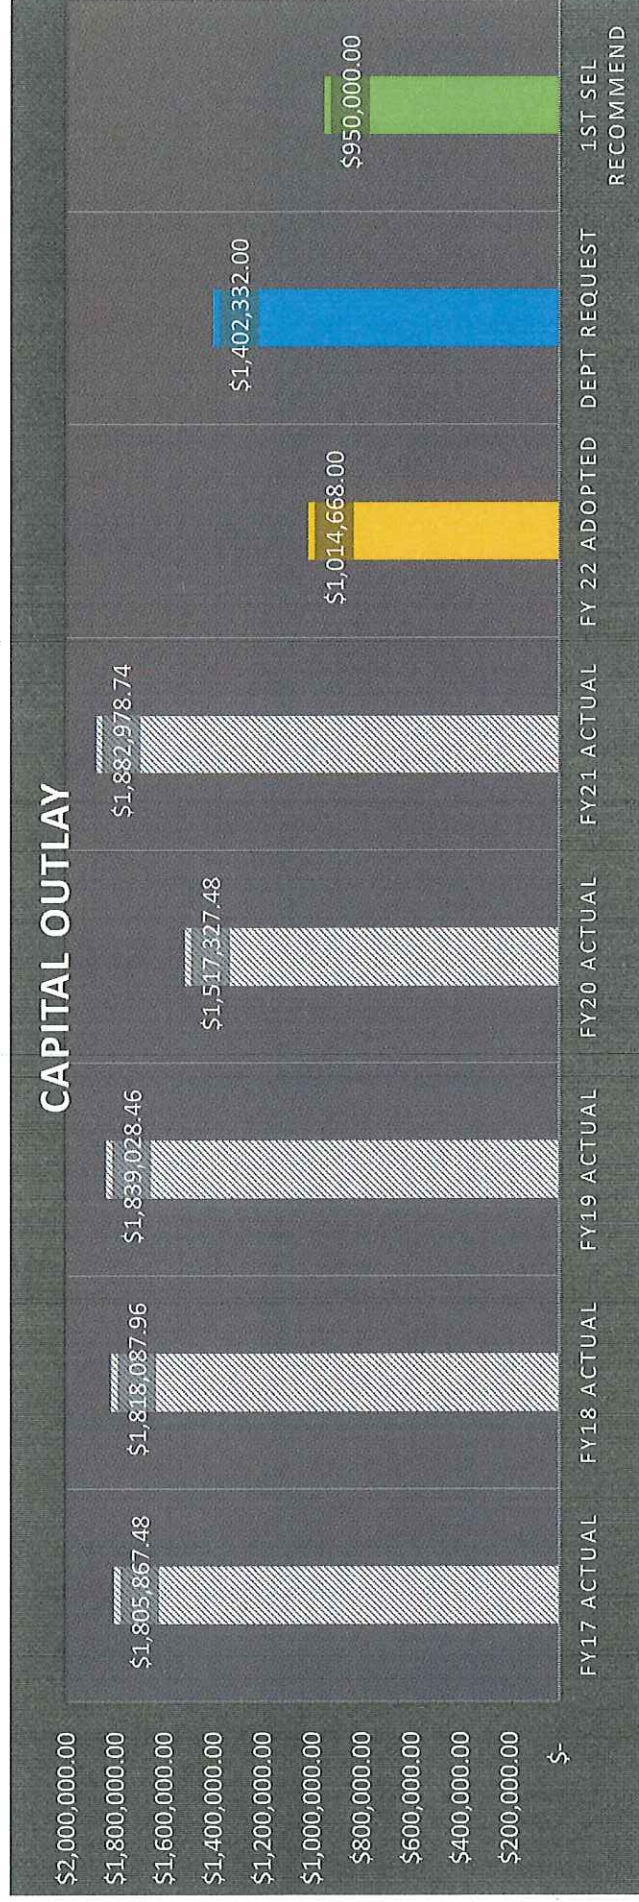 CAPITAL OUTLAY
$2,000,000.00
$1,800,000.00
$1,600,000.00
$1,400,000.00
$1,200,000.00
$1,000,000.00
$800,000.00
$600,000.00
$400,000.00
$200,000.00
$-
$1,805,867.48
$1,818,087.96
$1,839,028.46
$1,517,327.48
$1,882,978.74
$1,014,668.00
$1,402,332.00
$950,000.00
FY17 ACTUAL
FY18 ACTUAL
FY19 ACTUAL
FY20 ACTUAL
FY21 ACTUAL
FY 22 ADOPTED
DEPT REQUEST
1ST SEL
RECOMMEND